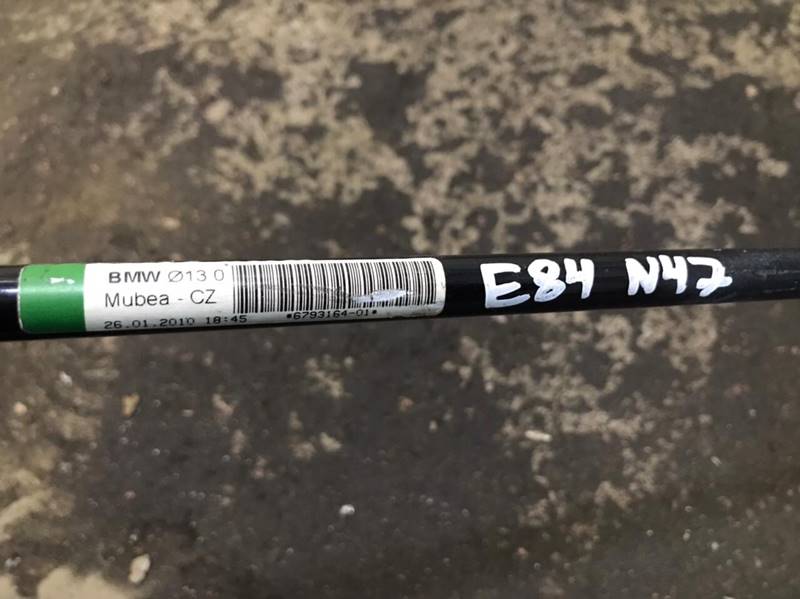 BMW Ø13 0
Mubea - CZ
26.01.2010 18:45
*6793164-01*
E84 N47